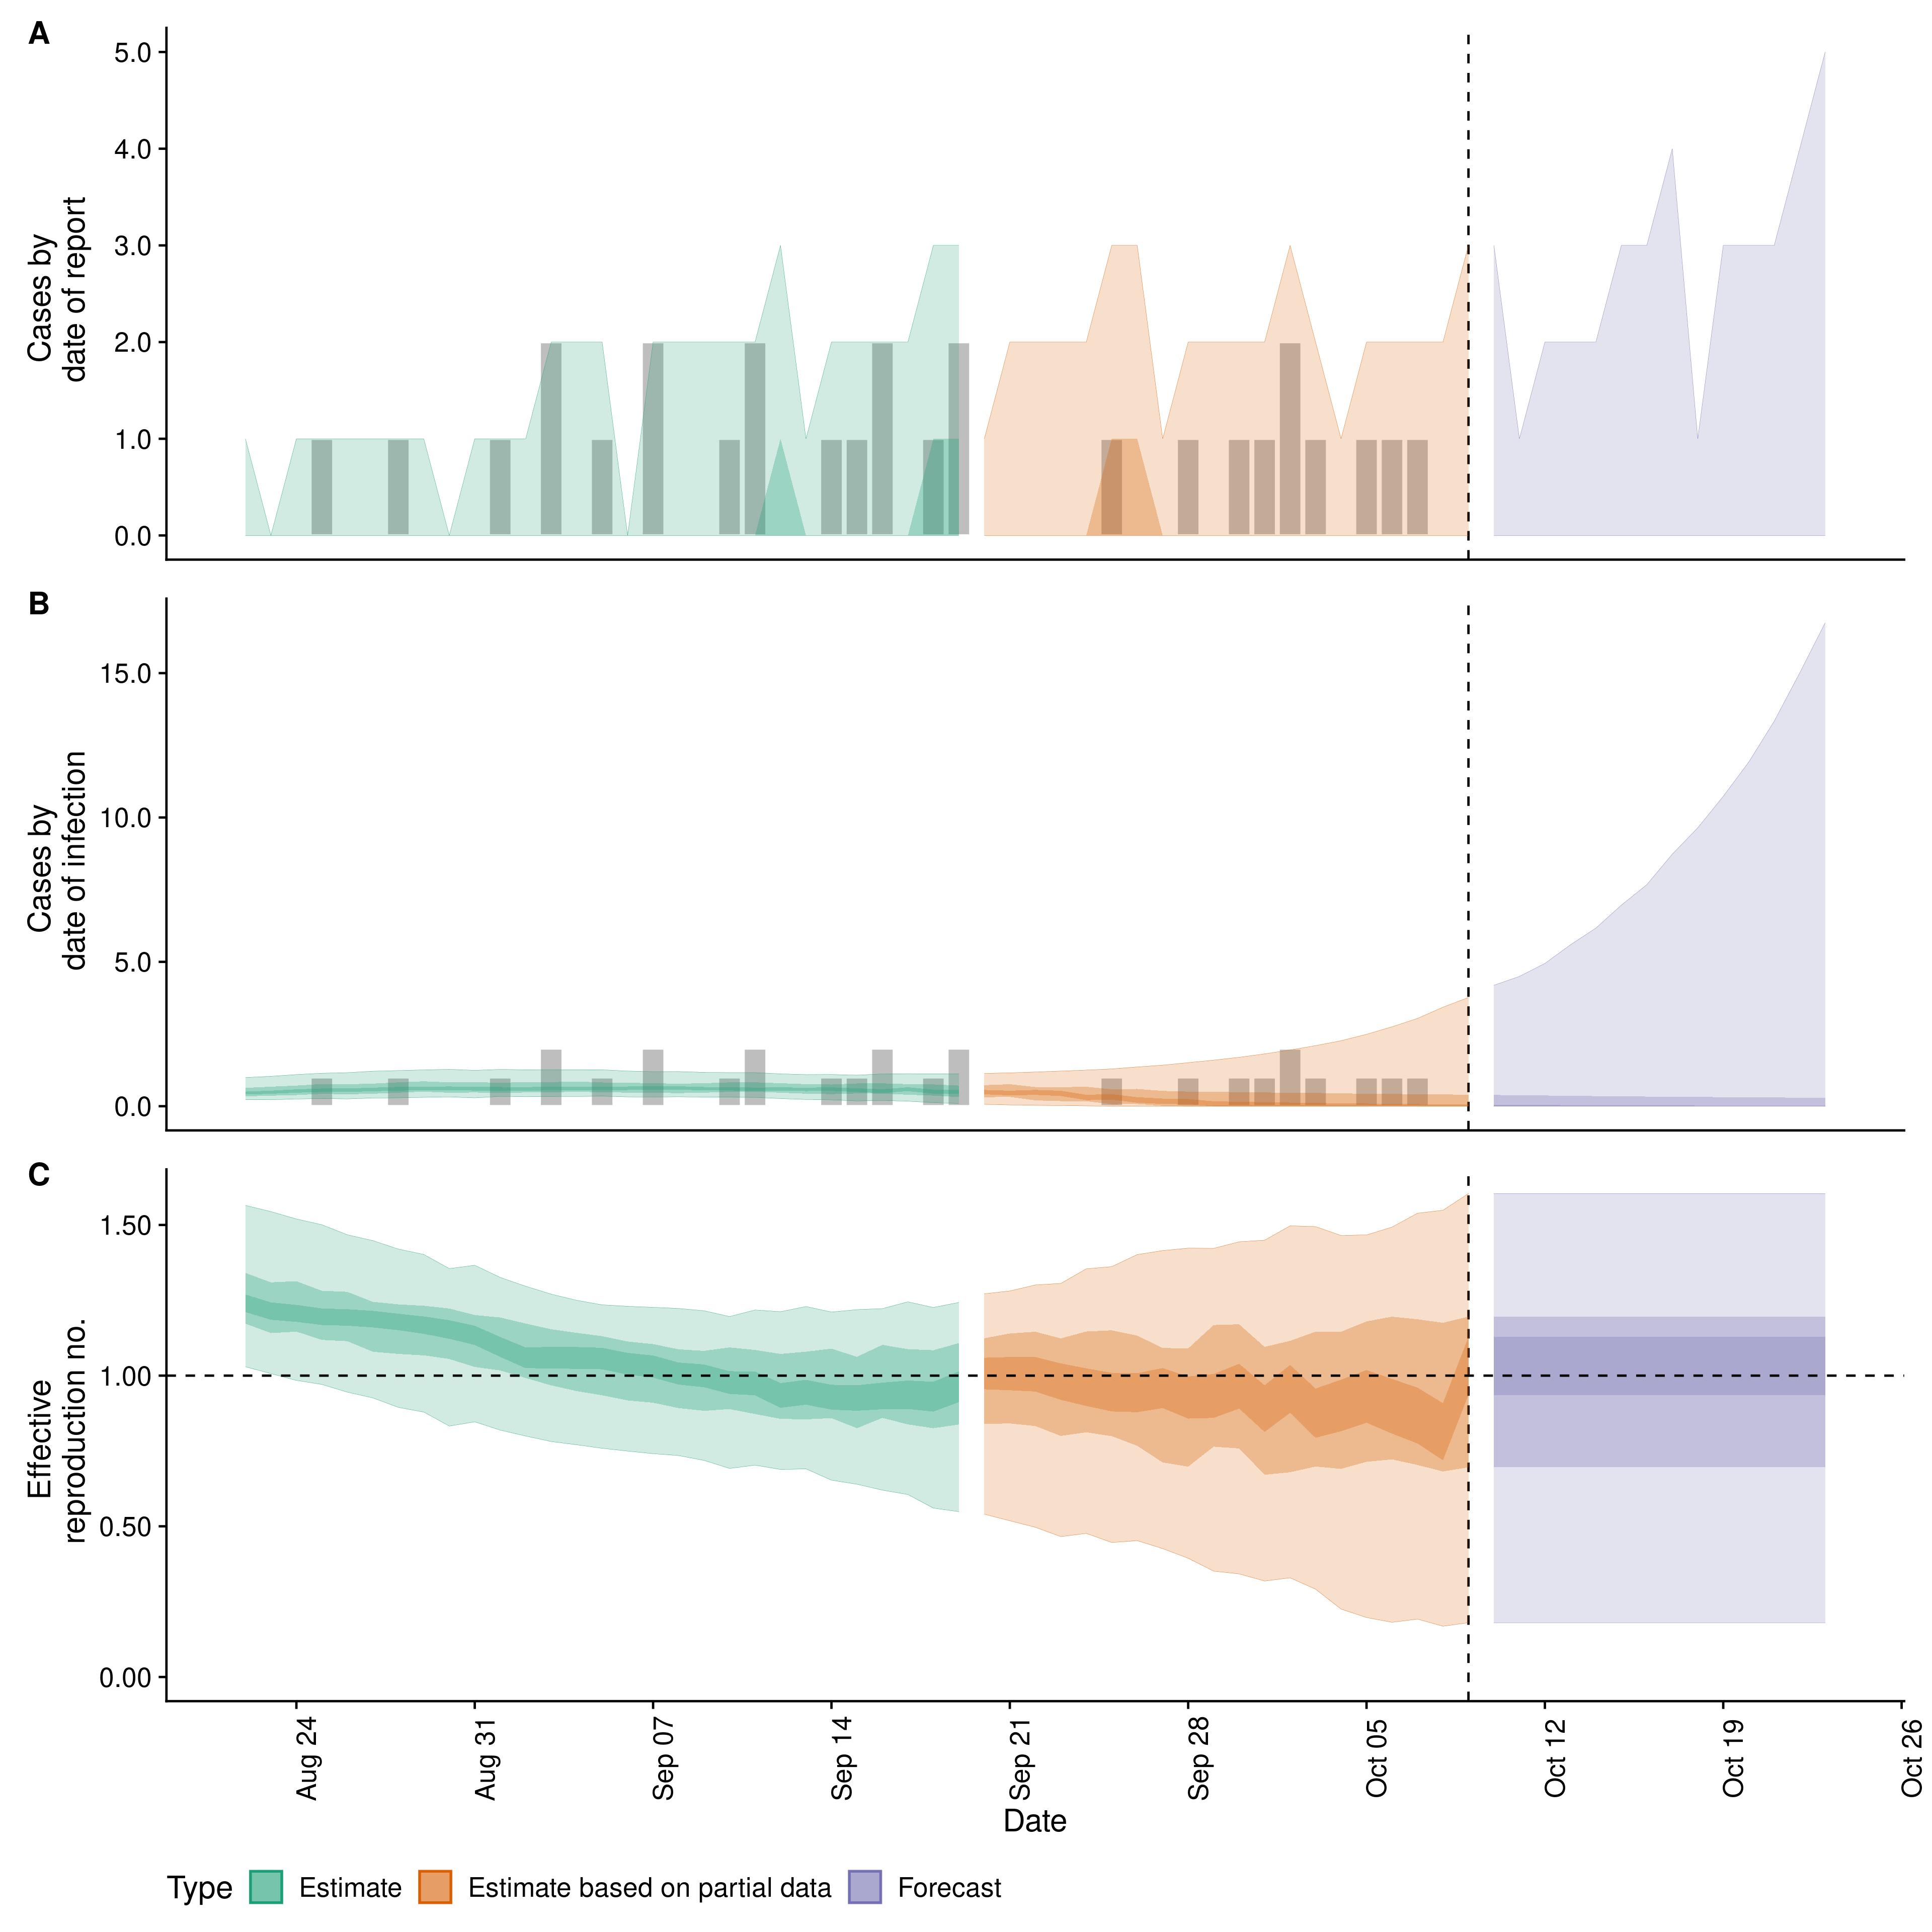 A
5.0
4.0
3.0
2.0
1.0
0.0
Cases by
date of report
B
15.0
10.0
5.0
0.0
Cases by
date of infection
C
1.50
1.00
0.50
0.00
Effective
reproduction no.
Aug 24
Aug 31
Sep 07
Sep 14
Sep 21
Sep 28
Oct 05
Oct 12
Oct 19
Oct 26
Date
Type Estimate Estimate based on partial data Forecast